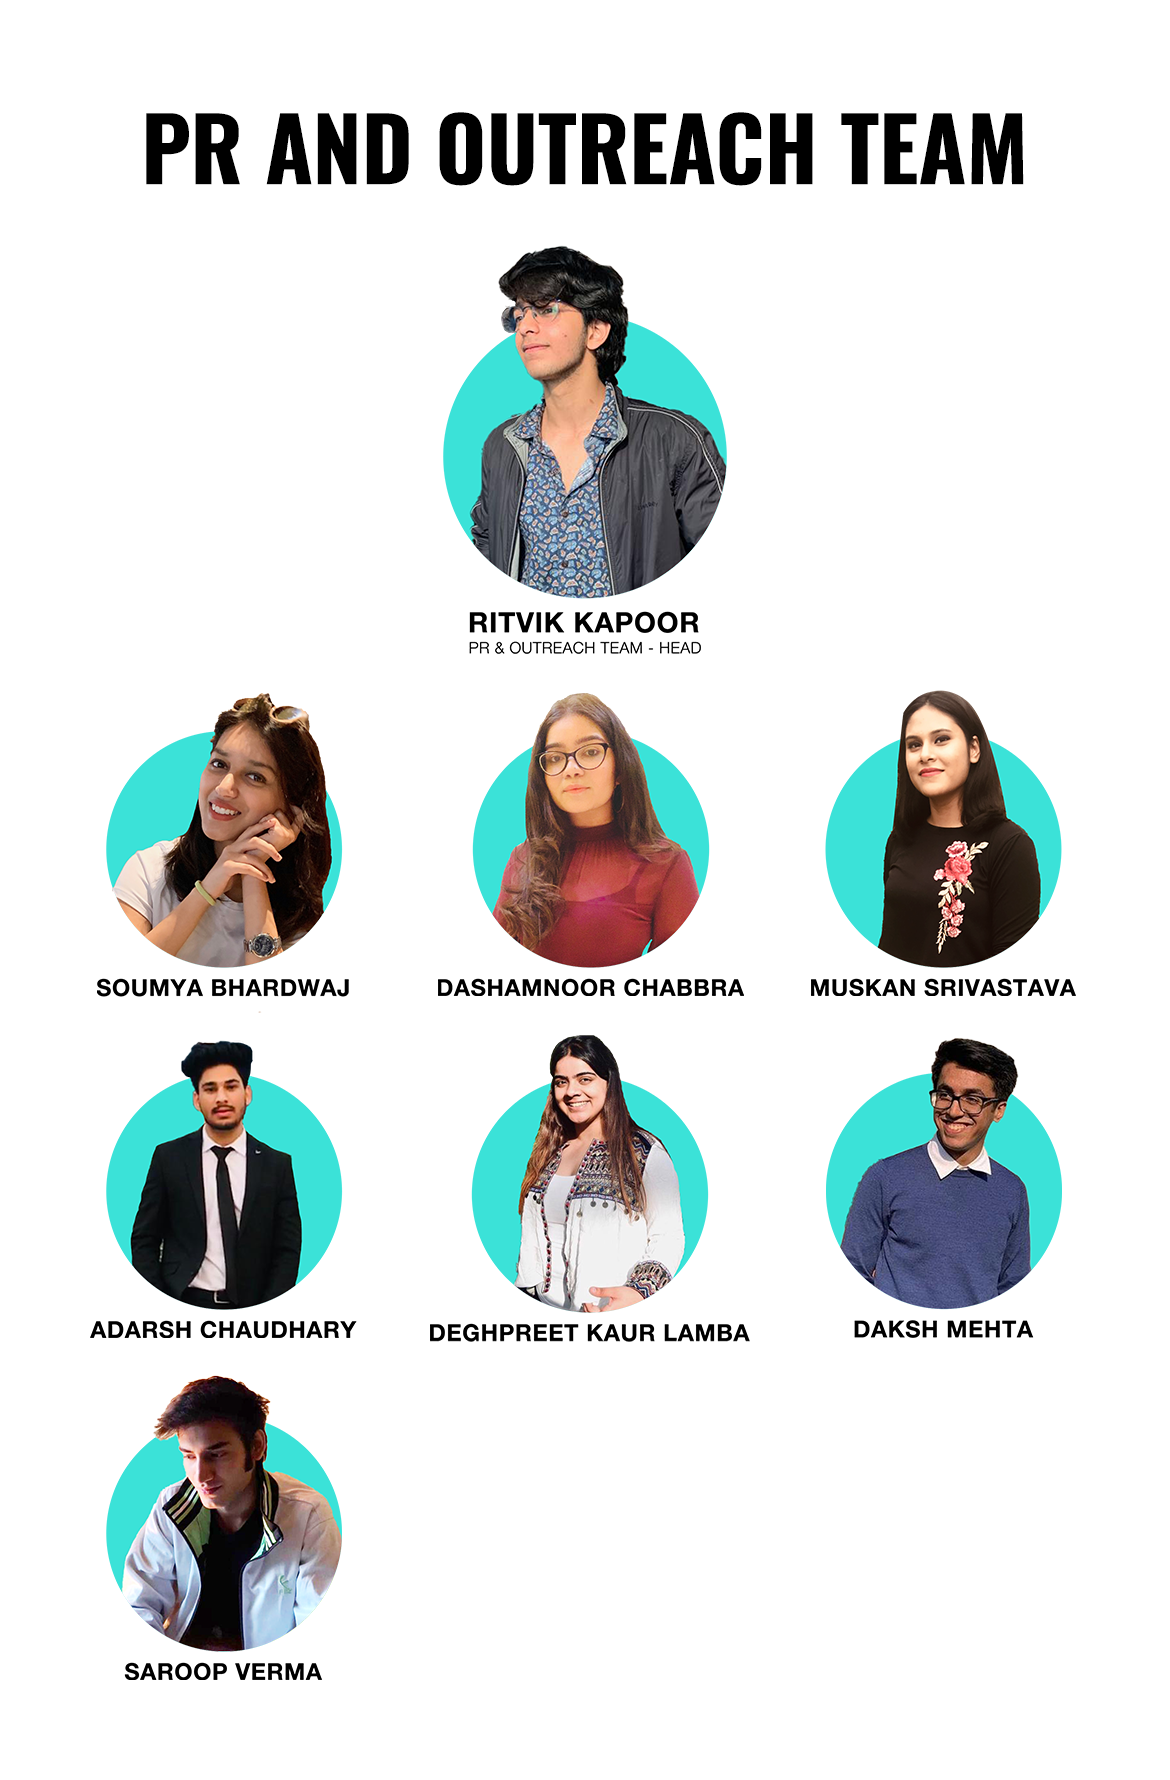 PR AND OUTREACH TEAM
RITVIK KAPOOR
PR & OUTREACH TEAM - HEAD
SOUMYA BHARDWAJ
DASHAMNOOR CHABBRA
MUSKAN SRIVASTAVA
ADARSH CHAUDHARY
DEGHPREET KAUR LAMBA
DAKSH MEHTA
SAROOP VERMA